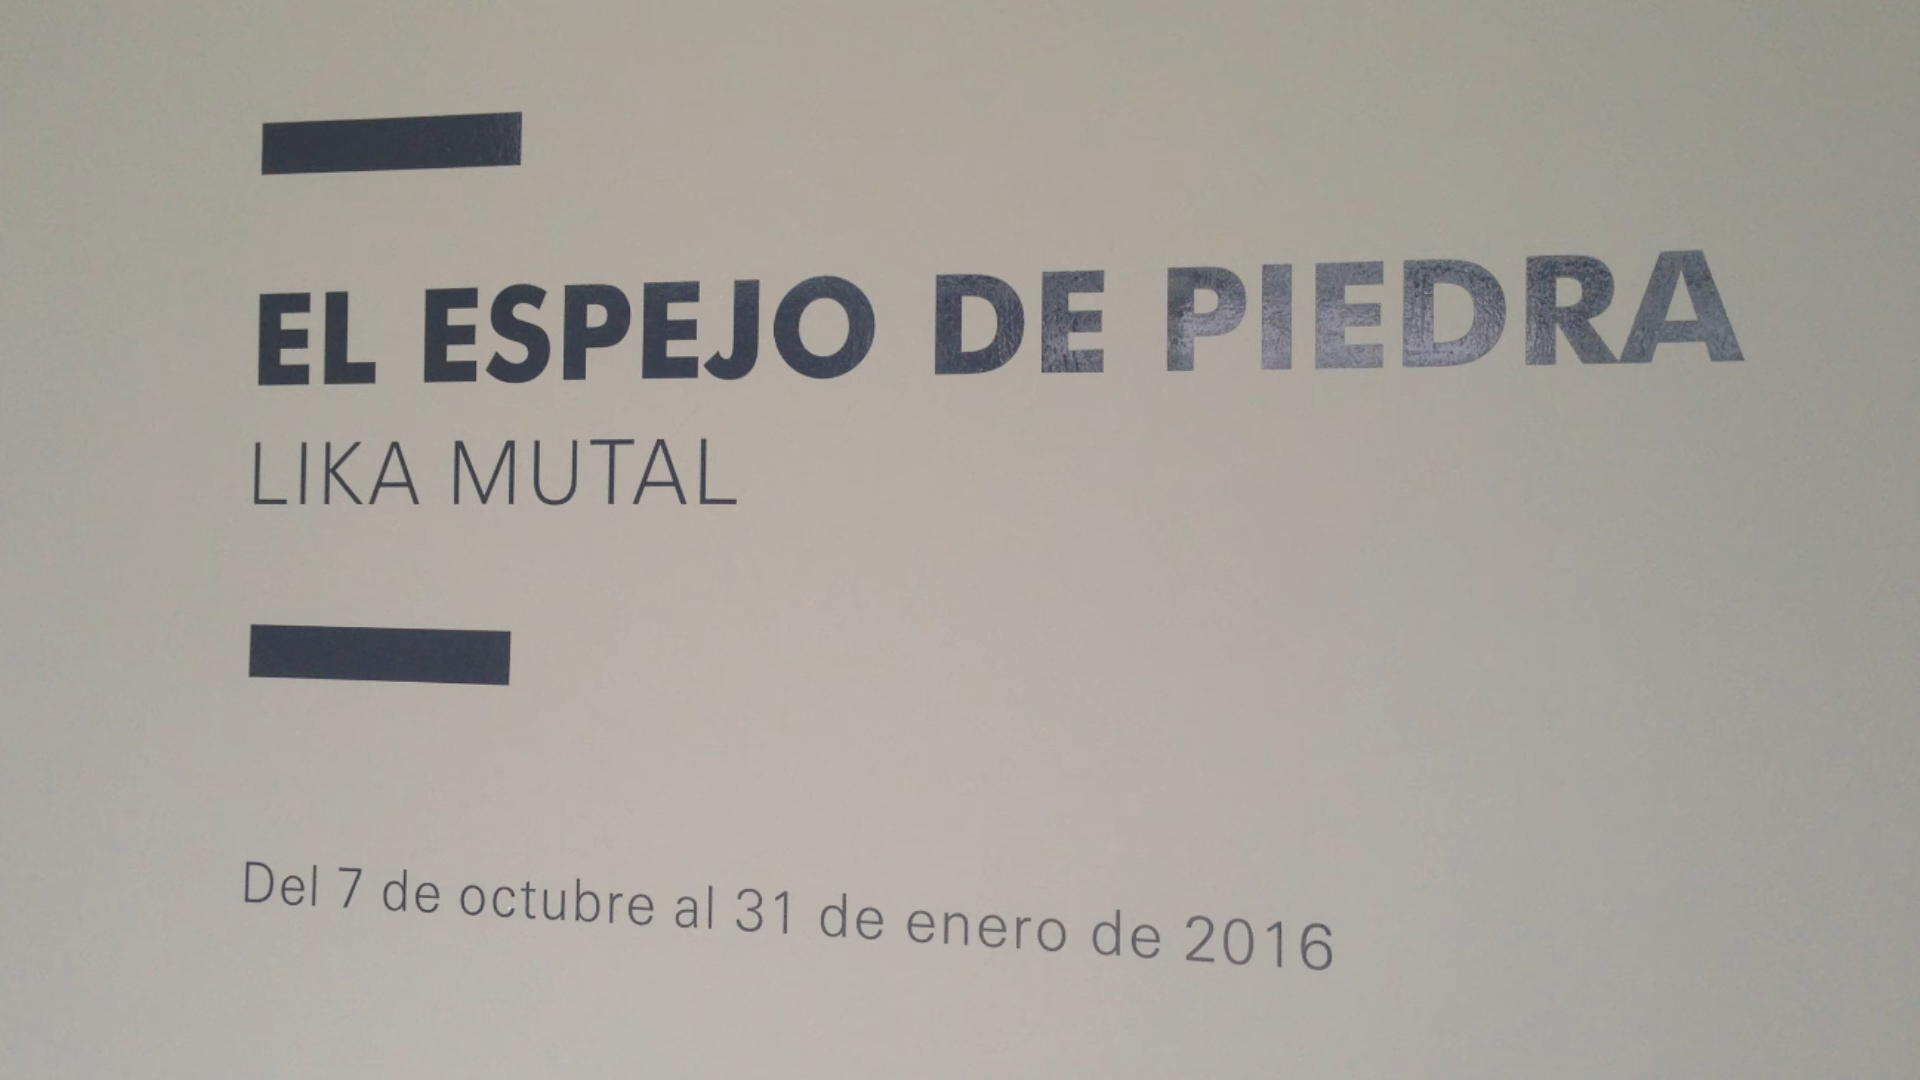 EL ESPEJO DE PIEDRA
LIKA MUTAL
Del 7 de octubre al 31 de enero de 2016